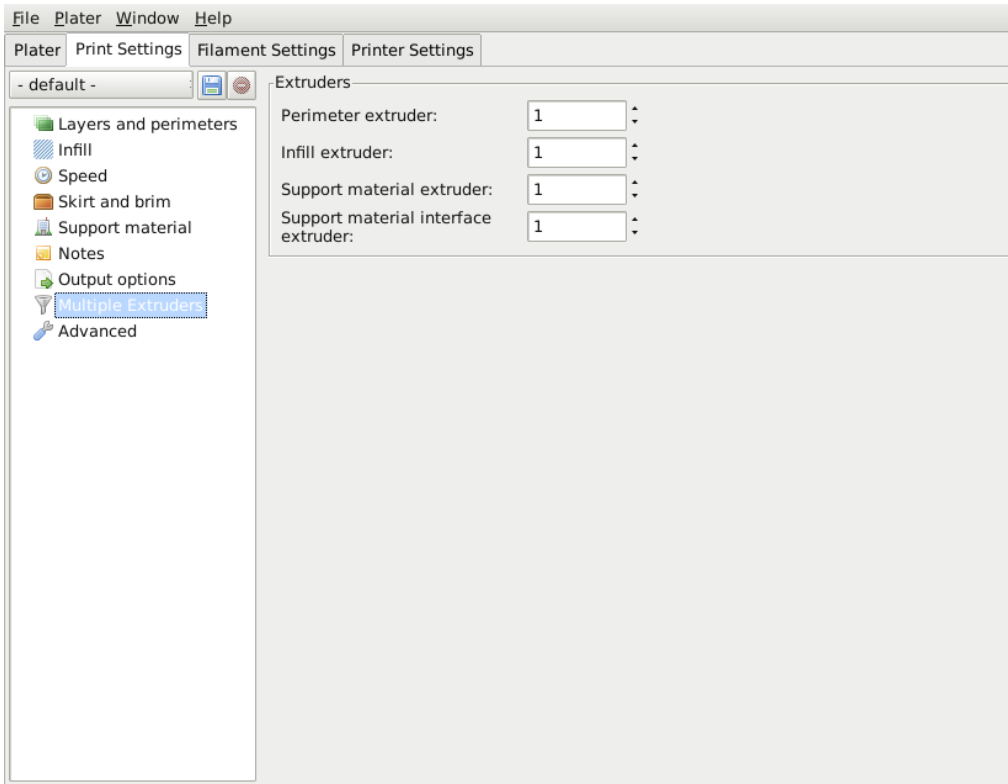 File Plater Window Help
Plater Print Settings Filament Settings Printer Settings
- default -
Layers and perimeters
Infill
Speed
Skirt and brim
Support material
Notes
Output options
Multiple Extruders
Advanced
Extruders
Perimeter extruder: 1
Infill extruder: 1
Support material extruder: 1
Support material interface
extruder: 1